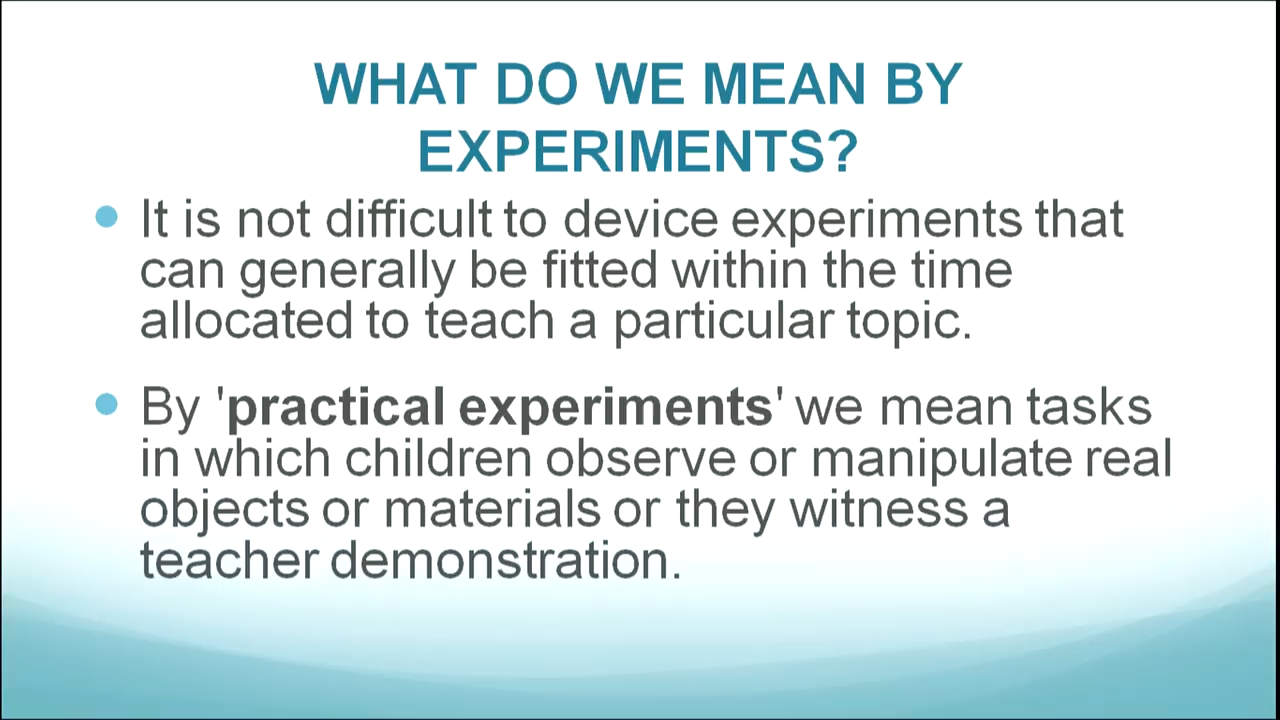 WHAT DO WE MEAN BY
EXPERIMENTS?
It is not difficult to device experiments that
can generally be fitted within the time
allocated to teach a particular topic.
By 'practical experiments' we mean tasks
in which children observe or manipulate real
objects or materials or they witness a
teacher demonstration.